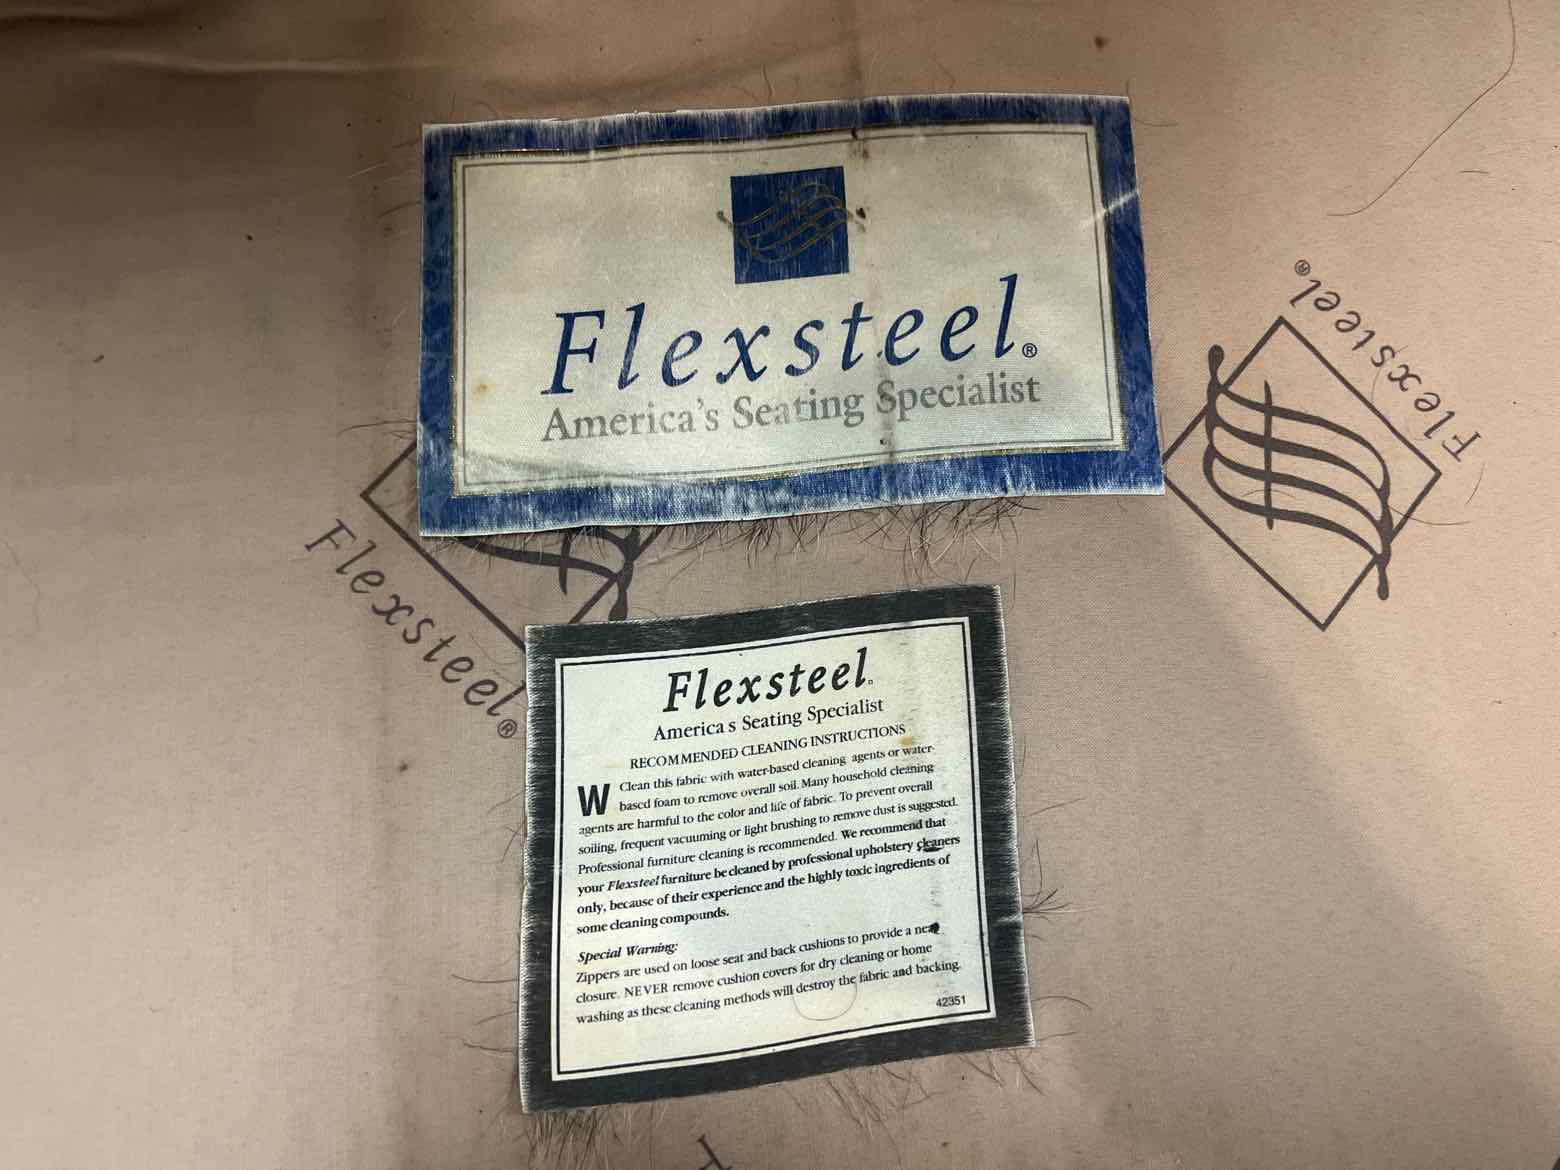 Flexsteel®
America's Seating Specialist
Flexsteel®
Flexsteel®
Flexsteel®
America s Seating Specialist
RECOMMENDED CLEANING INSTRUCTIONS
W Clean this fabric with water-based cleaning agents or water-
based foam to remove overall soil. Many household cleaning
agents are harmful to the color and life of fabric. To prevent overall
soiling, frequent vacuuming or light brushing to remove dust is suggested.
Professional furniture cleaning is recommended. We recommend that
your Flexsteel furniture be cleaned by professional upholstery cleaners
only, because of their experience and the highly toxic ingredients of
some cleaning compounds.
Special Warning:
Zippers are used on loose seat and back cushions to provide a neat
closure. NEVER remove cushion covers for dry cleaning or home
washing as these cleaning methods will destroy the fabric and backing.
42351